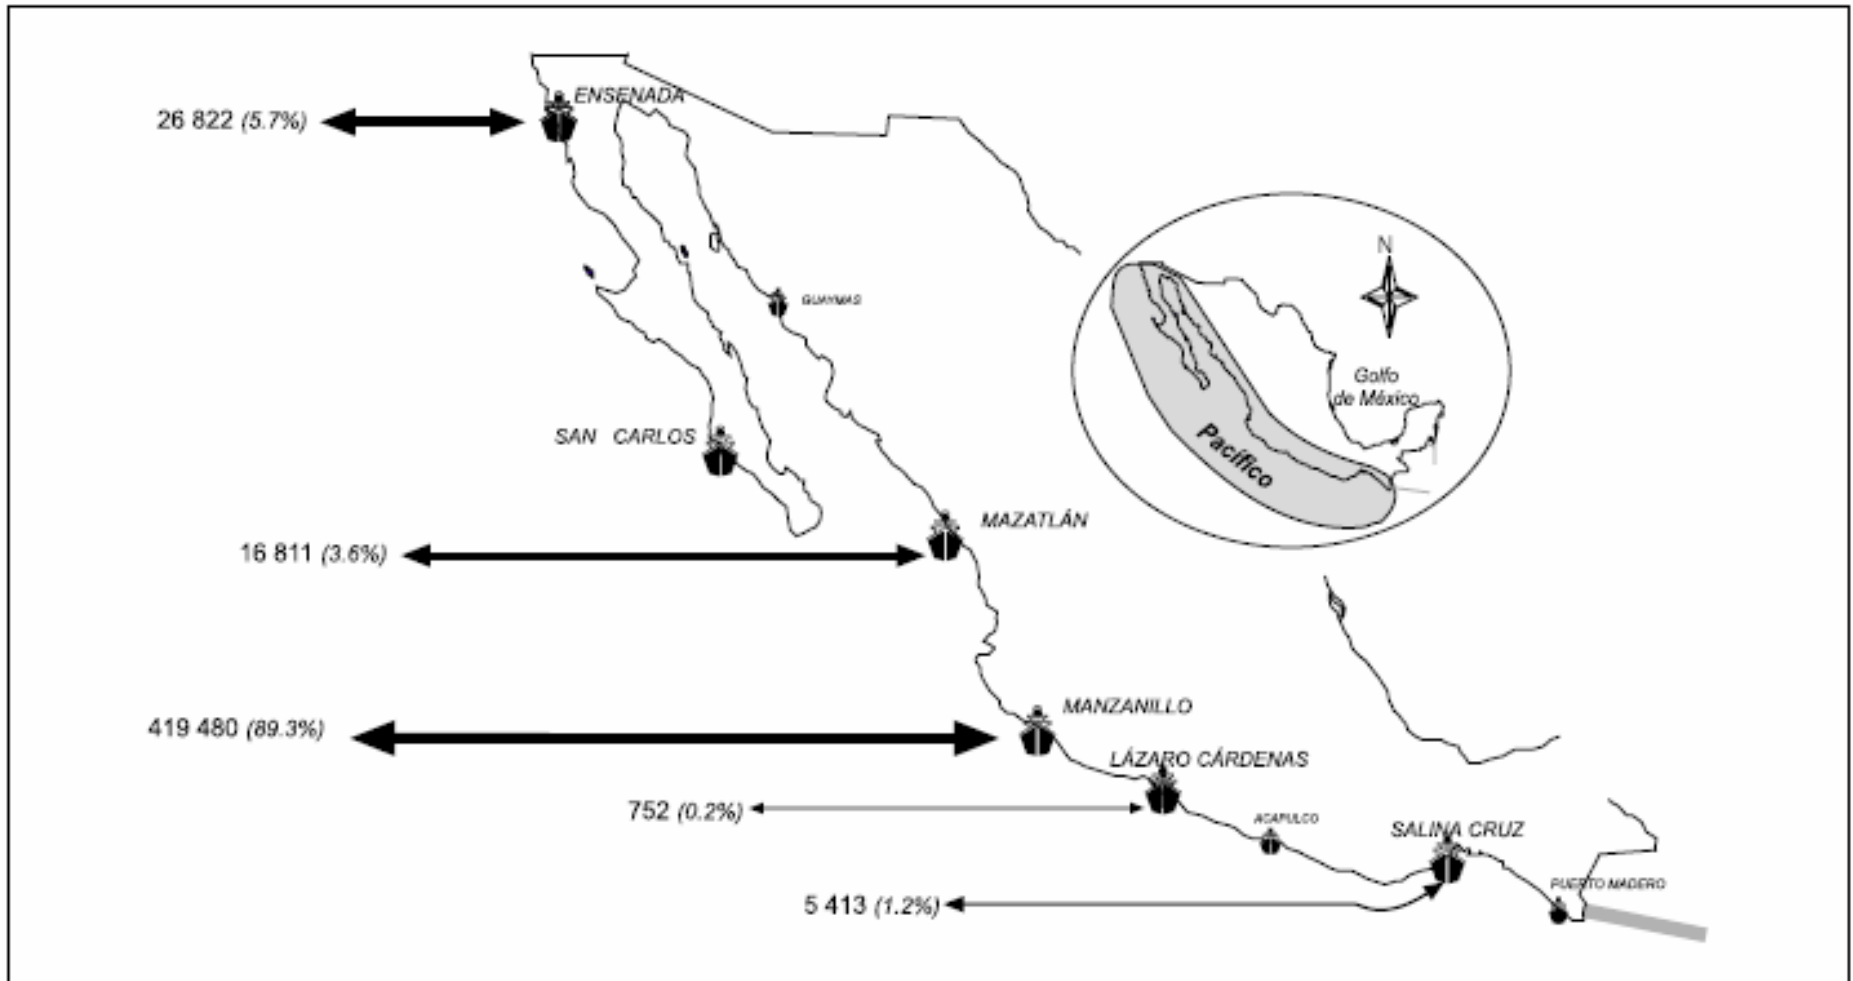 ENSENADA
26 822 (5.7%)
N
GUAYMAS
Golfo
de México
Pacífico
SAN CARLOS
MAZATLÁN
16 811 (3.6%)
MANZANILLO
419 480 (89.3%)
LÁZARO CÁRDENAS
752 (0.2%)
ACAPULCO
SALINA CRUZ
PUERTO MADERO
5 413 (1.2%)